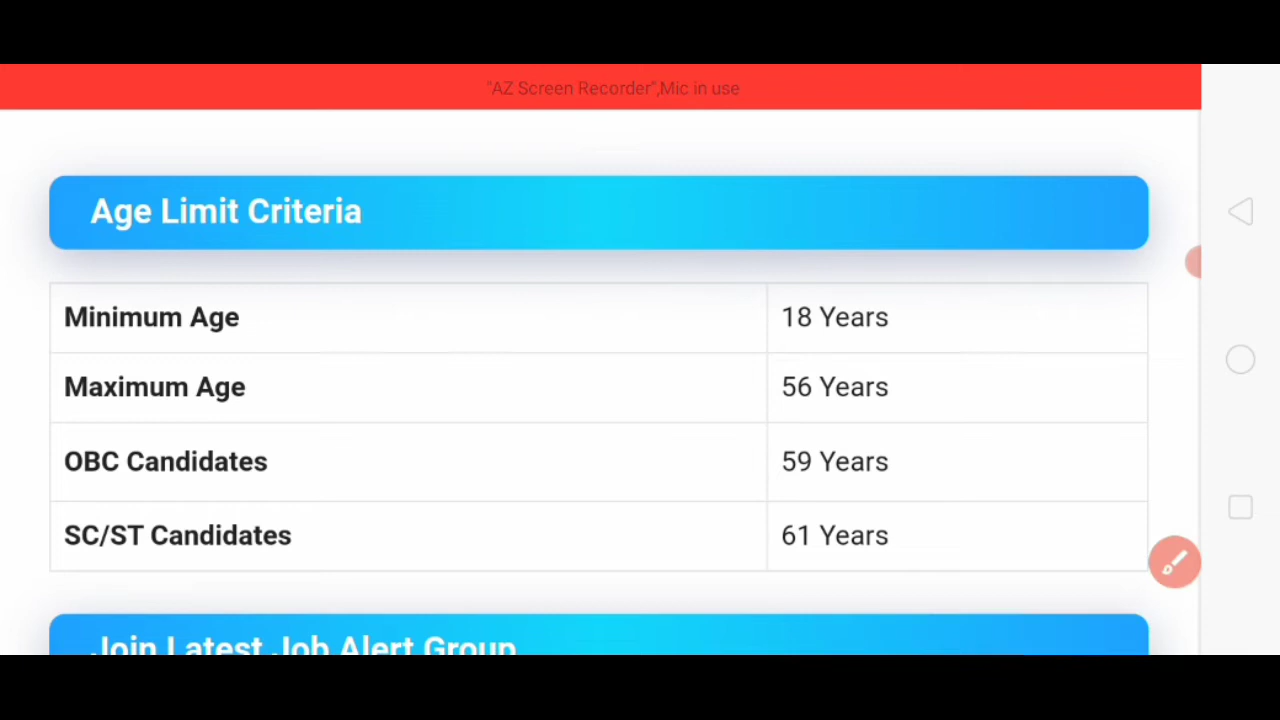 "AZ Screen Recorder",Mic in use
Age Limit Criteria
Minimum Age 18 Years
Maximum Age 56 Years
OBC Candidates 59 Years
SC/ST Candidates 61 Years
Join Latest Job Alert Group